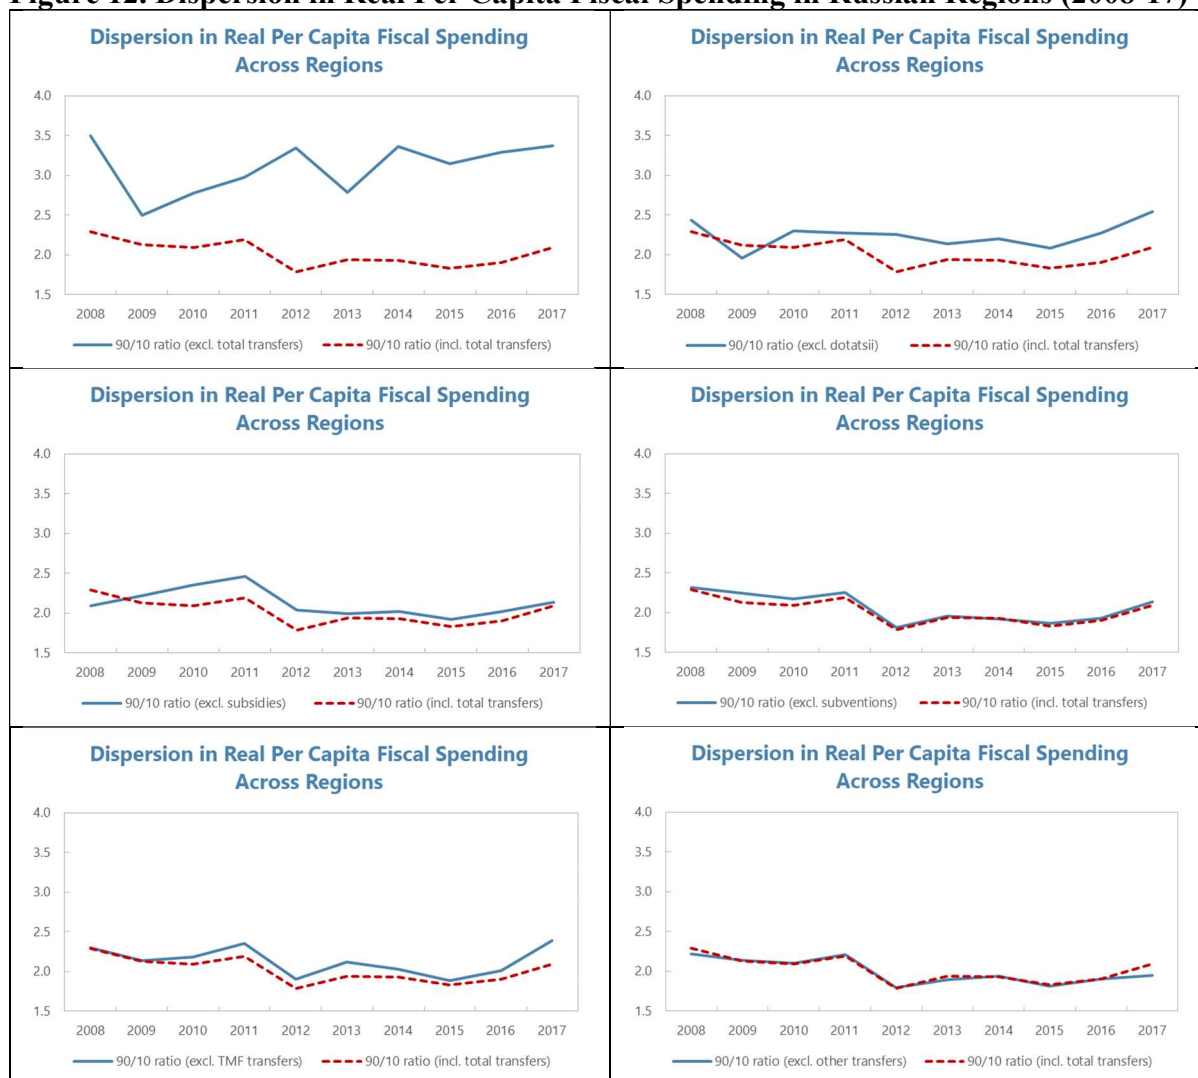 Figure 12. Dispersion in Real Per Capita Fiscal Spending in Russian Regions (2008-17)
Dispersion in Real Per Capita Fiscal Spending
Across Regions
4.0
3.5
3.0
2.5
2.0
1.5
2008 2009 2010 2011 2012 2013 2014 2015 2016 2017
90/10 ratio (excl. total transfers) 90/10 ratio (incl. total transfers)
Dispersion in Real Per Capita Fiscal Spending
Across Regions
4.0
3.5
3.0
2.5
2.0
1.5
2008 2009 2010 2011 2012 2013 2014 2015 2016 2017
90/10 ratio (excl. dotatsii) 90/10 ratio (incl. total transfers)
Dispersion in Real Per Capita Fiscal Spending
Across Regions
4.0
3.5
3.0
2.5
2.0
1.5
2008 2009 2010 2011 2012 2013 2014 2015 2016 2017
90/10 ratio (excl. subsidies) 90/10 ratio (incl. total transfers)
Dispersion in Real Per Capita Fiscal Spending
Across Regions
4.0
3.5
3.0
2.5
2.0
1.5
2008 2009 2010 2011 2012 2013 2014 2015 2016 2017
90/10 ratio (excl. subventions) 90/10 ratio (incl. total transfers)
Dispersion in Real Per Capita Fiscal Spending
Across Regions
4.0
3.5
3.0
2.5
2.0
1.5
2008 2009 2010 2011 2012 2013 2014 2015 2016 2017
90/10 ratio (excl. TMF transfers) 90/10 ratio (incl. total transfers)
Dispersion in Real Per Capita Fiscal Spending
Across Regions
4.0
3.5
3.0
2.5
2.0
1.5
2008 2009 2010 2011 2012 2013 2014 2015 2016 2017
90/10 ratio (excl. other transfers) 90/10 ratio (incl. total transfers)